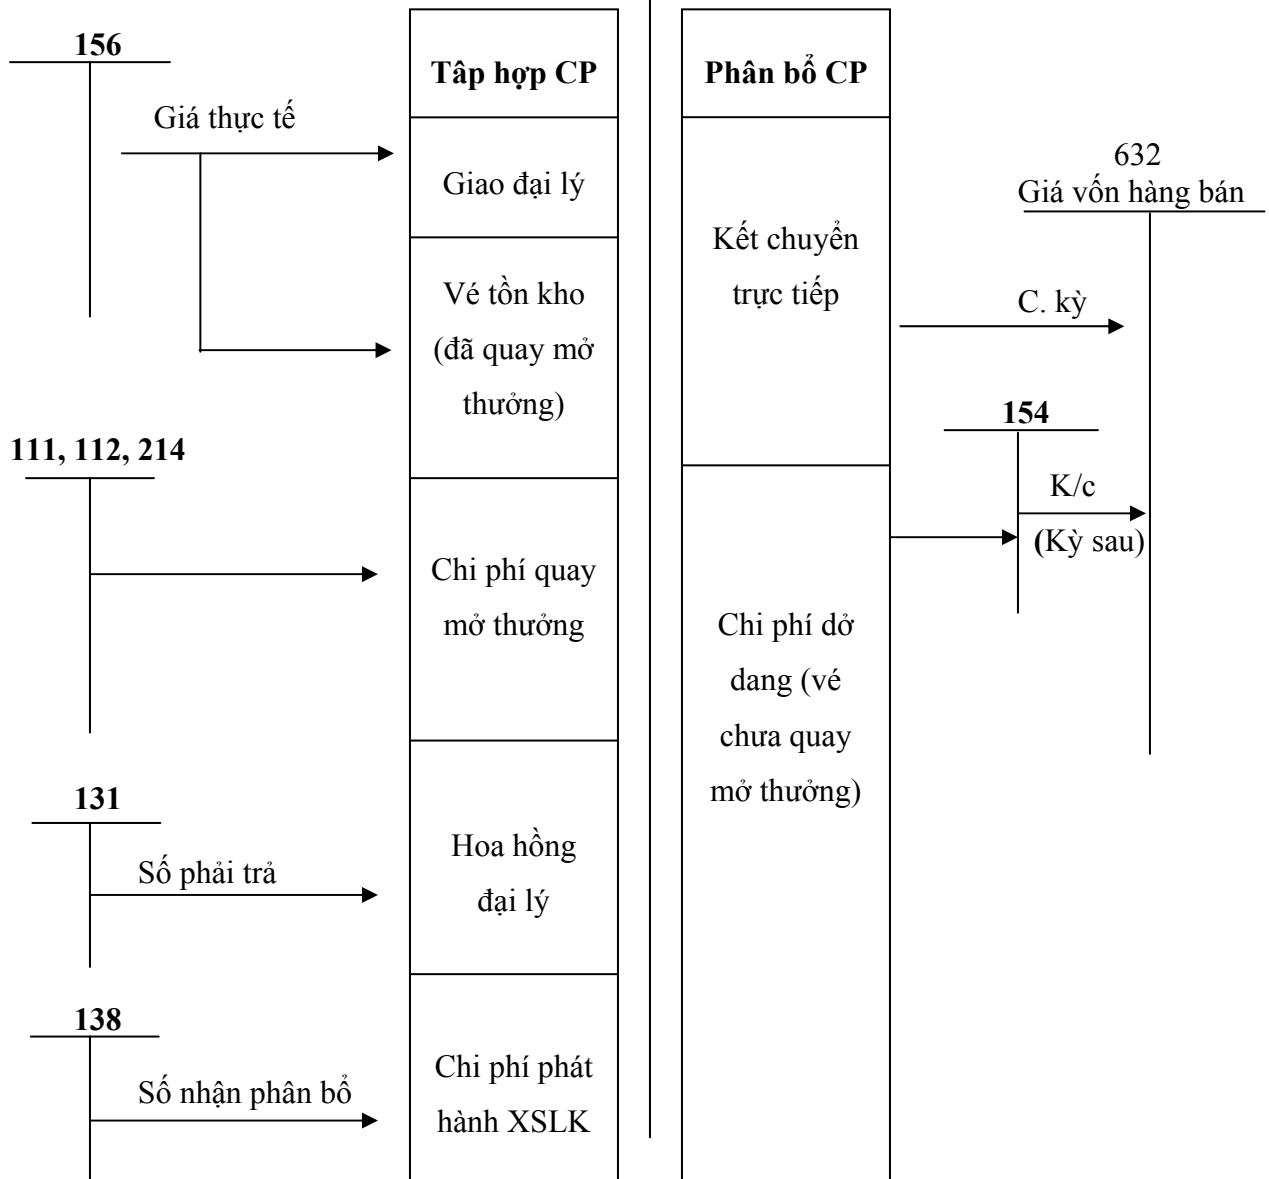 156
Tâp hợp CP
Phân bổ CP
Giá thực tế
632
Giá vốn hàng bán
Giao đại lý
Kết chuyển
trực tiếp
Vé tồn kho
(đã quay mở
thưởng)
C. kỳ
154
111, 112, 214
K/c
(Kỳ sau)
Chi phí quay
mở thưởng
Chi phí dở
dang (vé
chưa quay
mở thưởng)
131
Số phải trả
Hoa hồng
đại lý
138
Số nhận phân bổ
Chi phí phát
hành XSLK